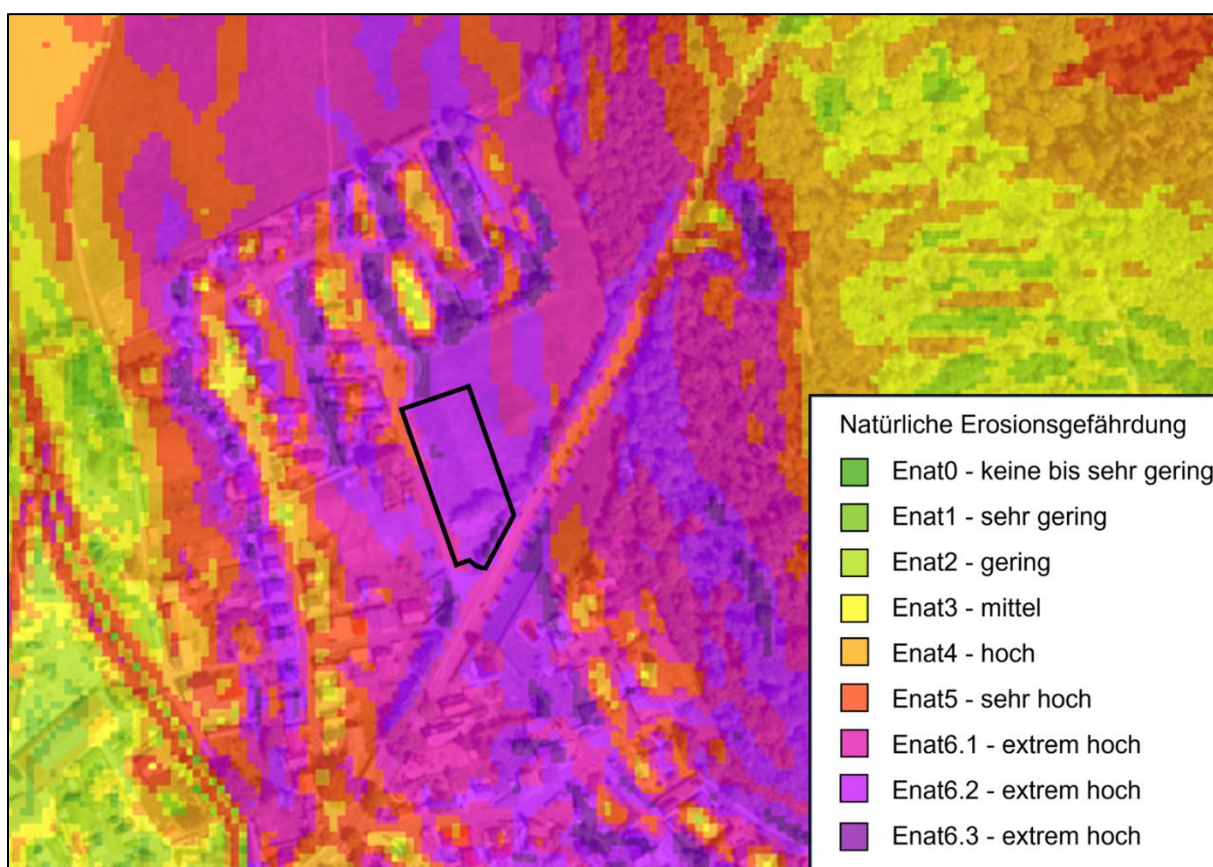 Natürliche Erosionsgefährdung
Enat0 - keine bis sehr gering
Enat1 - sehr gering
Enat2 - gering
Enat3 - mittel
Enat4 - hoch
Enat5 - sehr hoch
Enat6.1 - extrem hoch
Enat6.2 - extrem hoch
Enat6.3 - extrem hoch